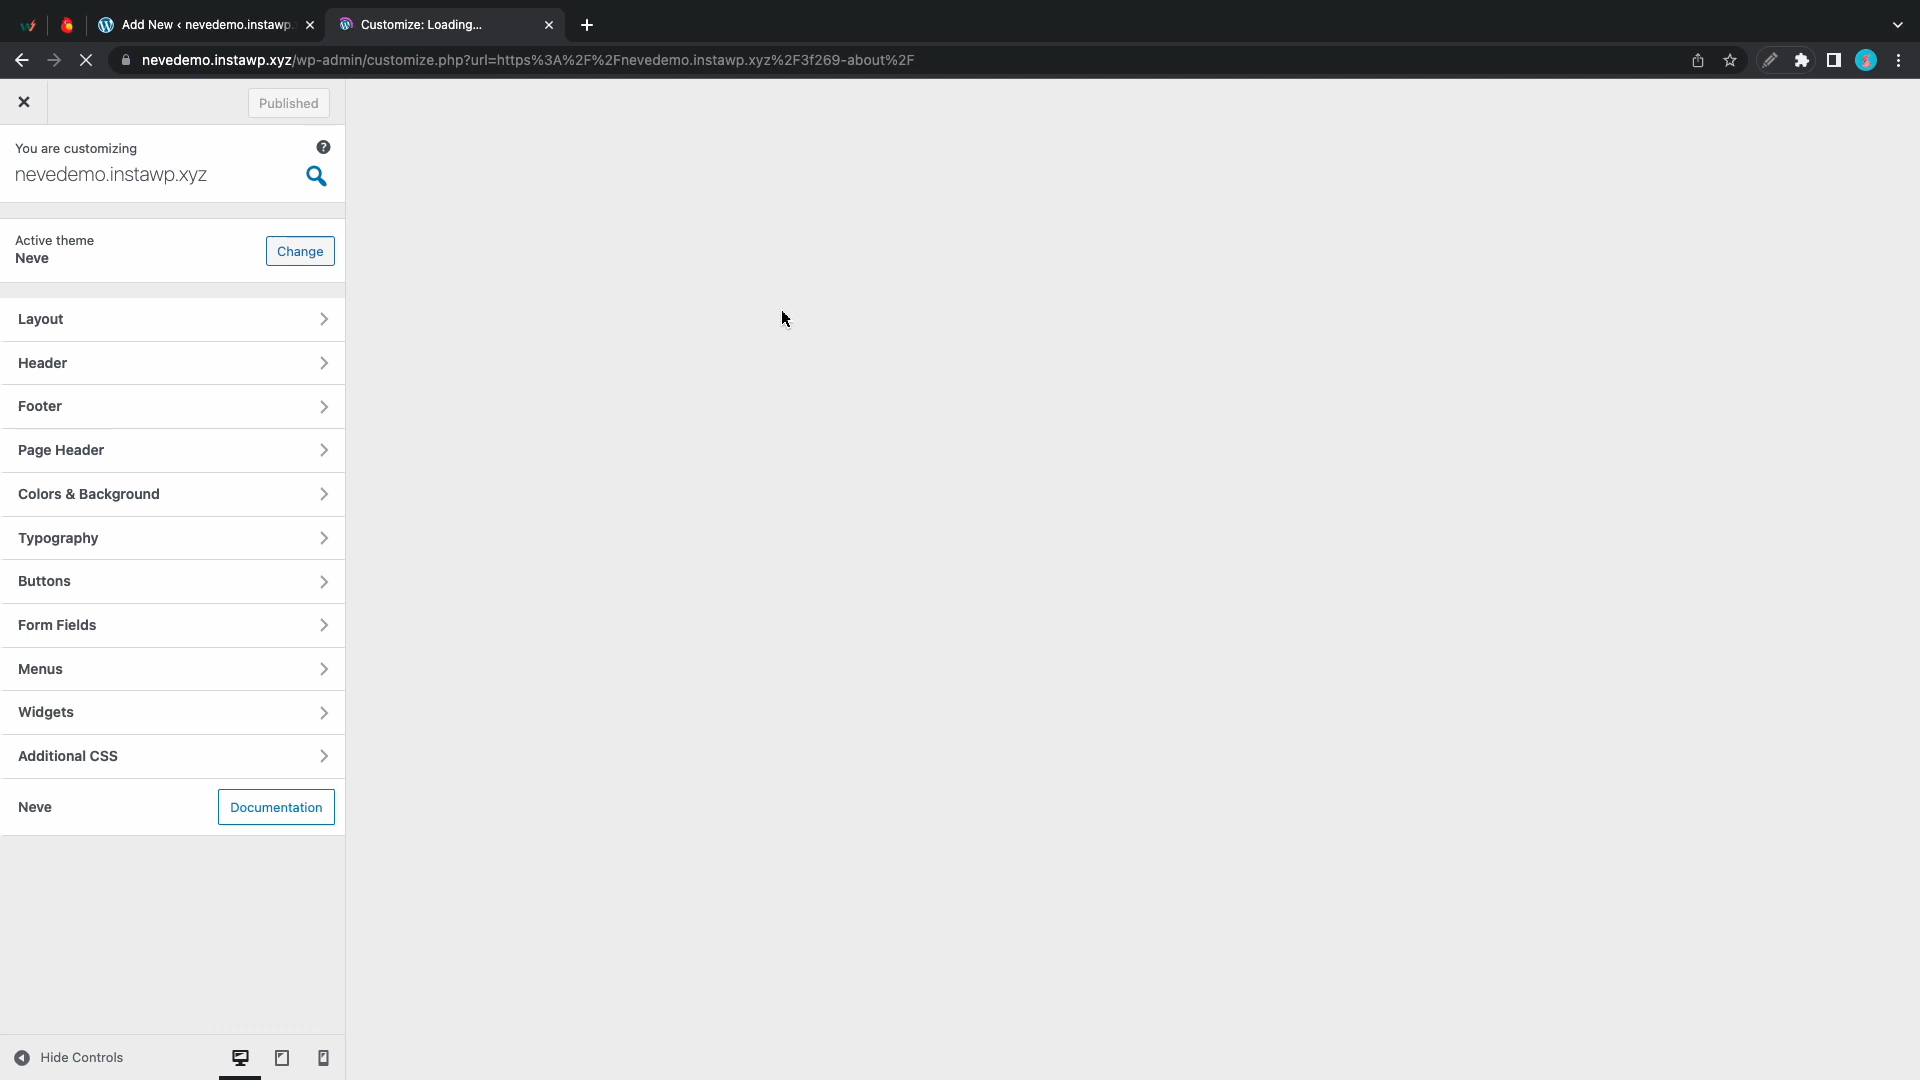 Add New ‹ nevedemo.instawp.
Customize: Loading...
nevedemo.instawp.xyz/wp-admin/customize.php?url=https%3A%2F%2Fnevedemo.instawp.xyz%2F3f269-about%2F
Published
You are customizing
nevedemo.instawp.xyz
Active theme
Neve
Change
Layout
Header
Footer
Page Header
Colors & Background
Typography
Buttons
Form Fields
Menus
Widgets
Additional CSS
Neve
Documentation
Hide Controls